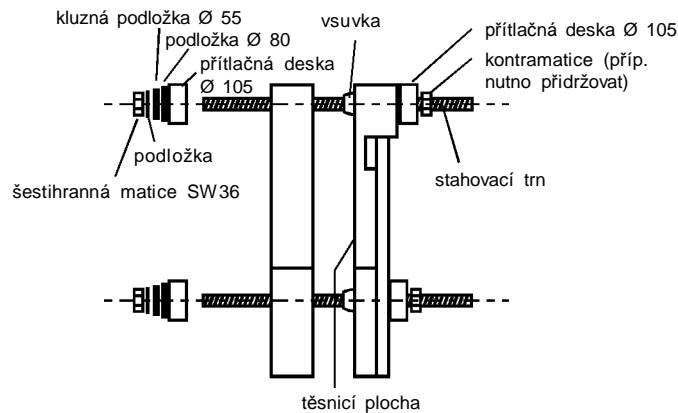 kluzná podložka Ø 55
podložka Ø 80
přítlačná deska
Ø 105
vsuvka
přítlačná deska Ø 105
kontramatice (příp.
nutno přidržovat)
podložka
šestihranná matice SW36
stahovací trn
těsnicí plocha